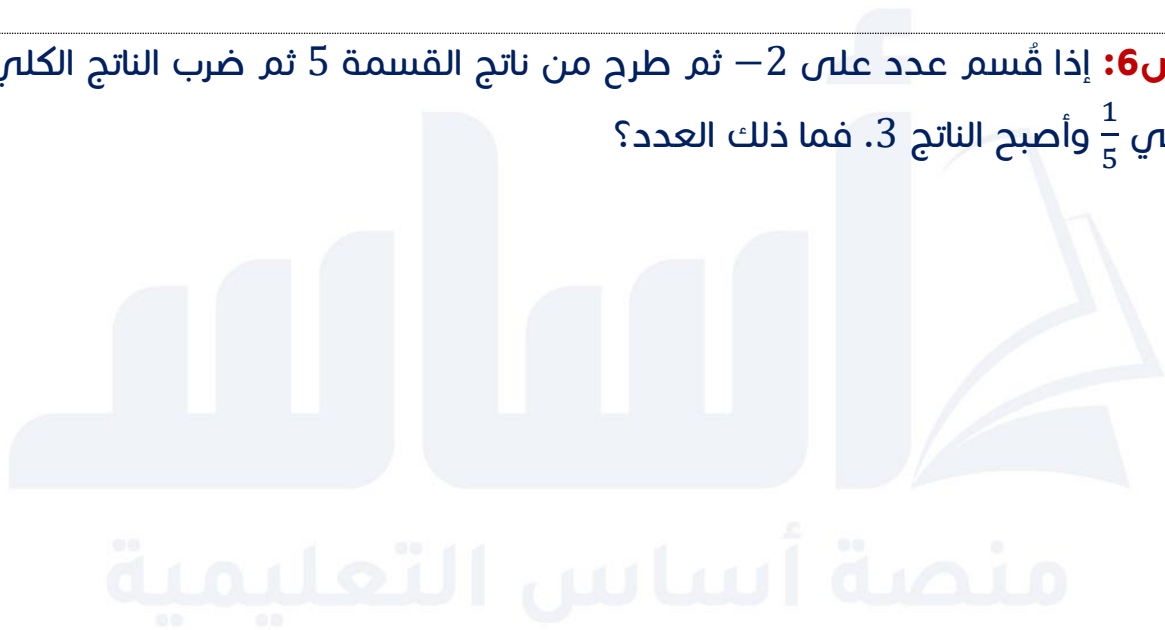 س6: إذا قُسم عدد على 2− ثم طرح من ناتج القسمة 5 ثم ضرب الناتج الكلي
في 1/5 وأصبح الناتج 3. فما ذلك العدد؟
أساس
منصة أساس التعليمية